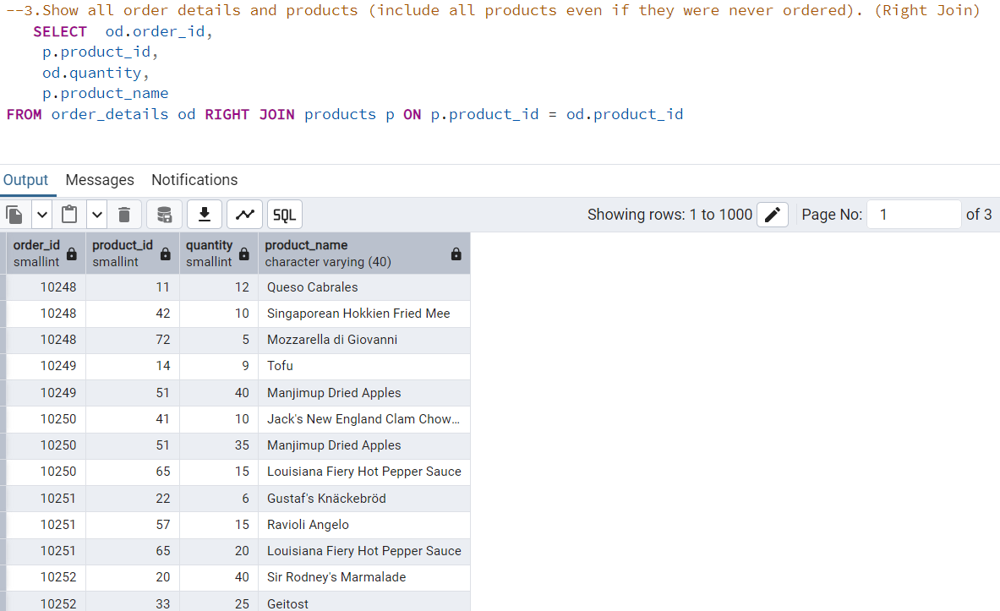 --3.Show all order details and products (include all products even if they were never ordered). (Right Join)
SELECT od.order_id,
p.product_id,
od.quantity,
p.product_name
FROM order_details od RIGHT JOIN products p ON p.product_id = od.product_id
Output Messages Notifications
SQL Showing rows: 1 to 1000 Page No: 1 of 3
order_id product_id quantity product_name
smallint smallint smallint character varying (40)
10248 11 12 Queso Cabrales
10248 42 10 Singaporean Hokkien Fried Mee
10248 72 5 Mozzarella di Giovanni
10249 14 9 Tofu
10249 51 40 Manjimup Dried Apples
10250 41 10 Jack's New England Clam Chow…
10250 51 35 Manjimup Dried Apples
10250 65 15 Louisiana Fiery Hot Pepper Sauce
10251 22 6 Gustaf's Knäckebröd
10251 57 15 Ravioli Angelo
10251 65 20 Louisiana Fiery Hot Pepper Sauce
10252 20 40 Sir Rodney's Marmalade
10252 33 25 Geitost